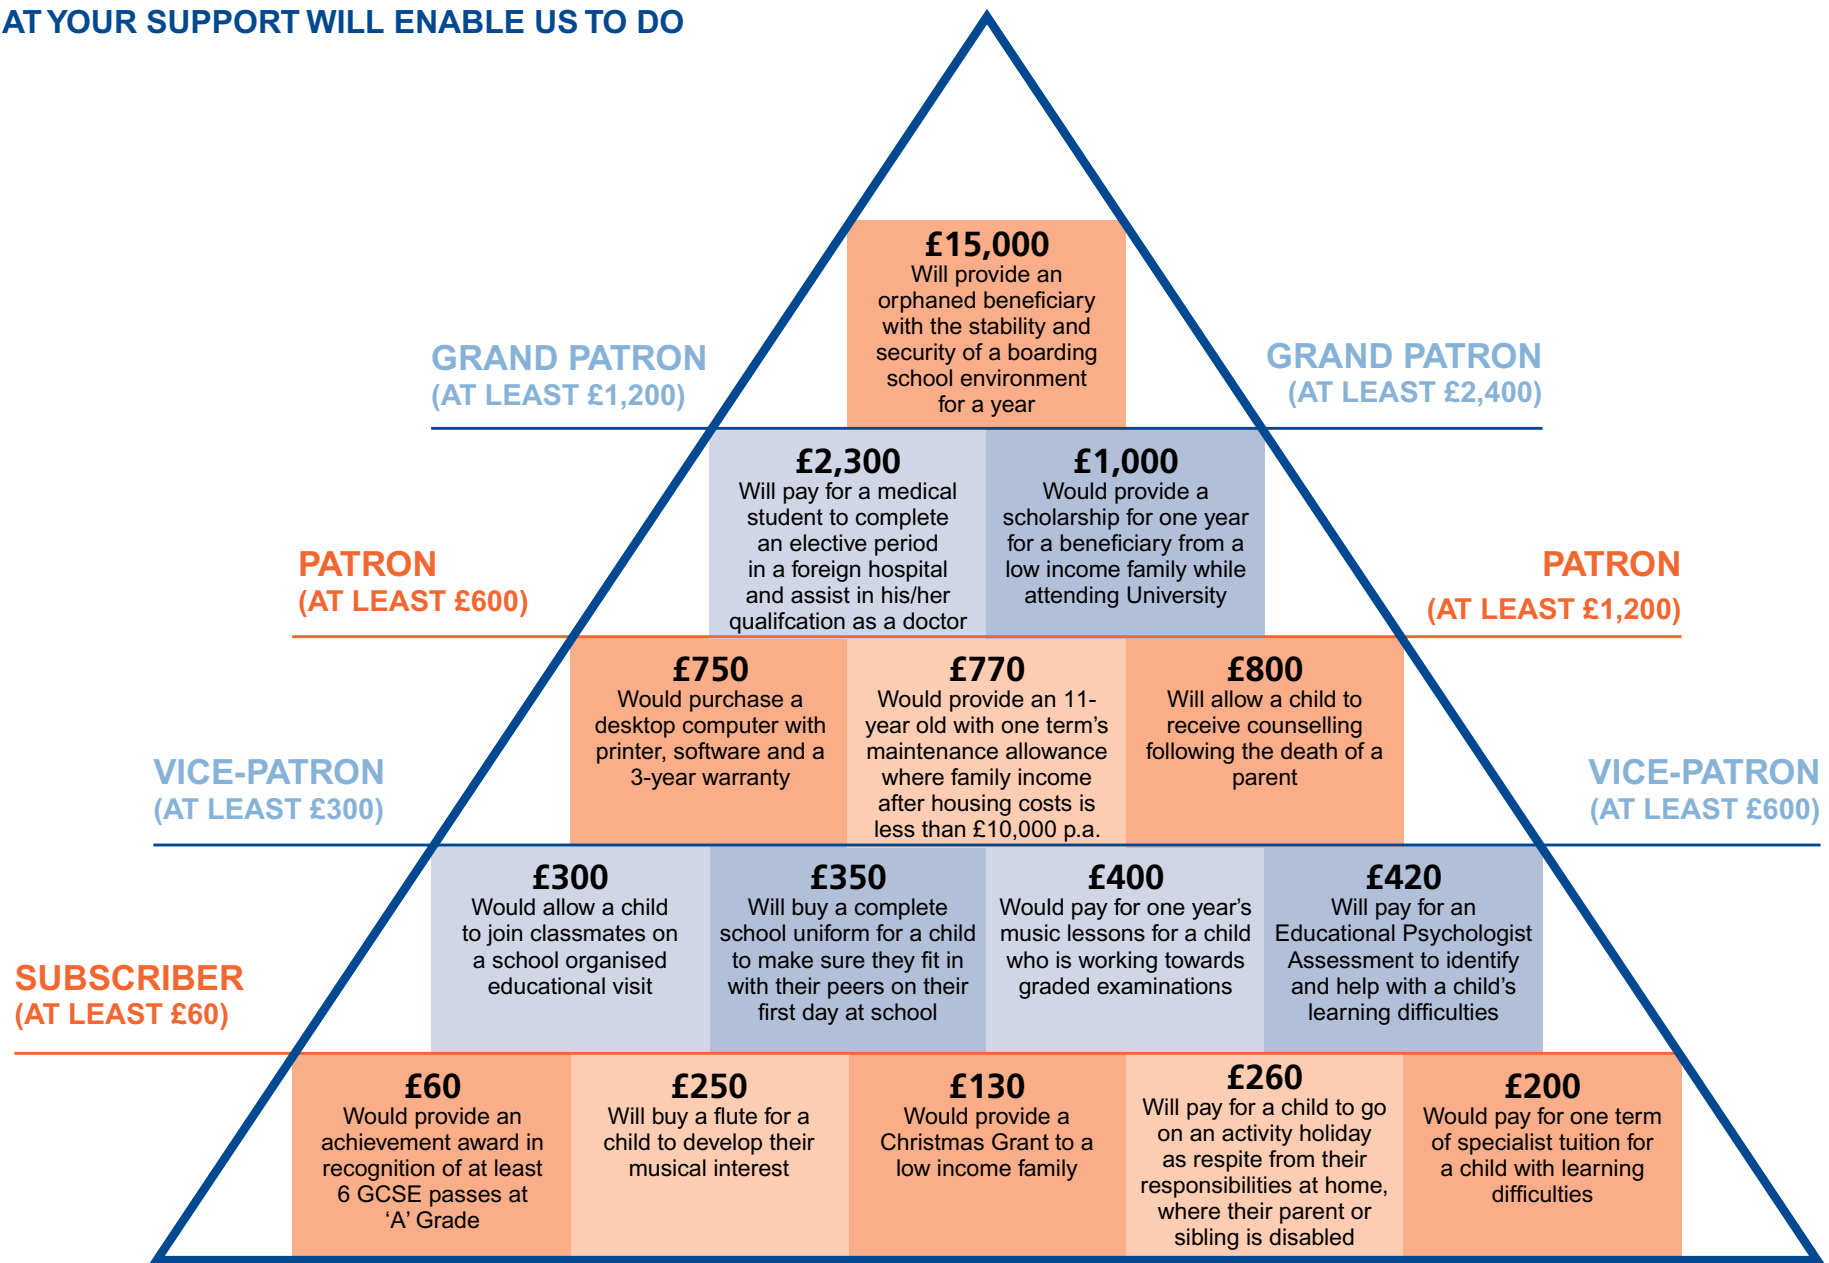 AT YOUR SUPPORT WILL ENABLE US TO DO
£15,000
Will provide an
orphaned beneficiary
with the stability and
security of a boarding
school environment
for a year
GRAND PATRON
(AT LEAST £1,200)
GRAND PATRON
(AT LEAST £2,400)
£2,300
Will pay for a medical
student to complete
an elective period
in a foreign hospital
and assist in his/her
qualifcation as a doctor
£1,000
Would provide a
scholarship for one year
for a beneficiary from a
low income family while
attending University
PATRON
(AT LEAST £600)
PATRON
(AT LEAST £1,200)
£750
Would purchase a
desktop computer with
printer, software and a
3-year warranty
£770
Would provide an 11-
year old with one term's
maintenance allowance
where family income
after housing costs is
less than £10,000 p.a.
£800
Will allow a child to
receive counselling
following the death of a
parent
VICE-PATRON
(AT LEAST £300)
VICE-PATRON
(AT LEAST £600)
£300
Would allow a child
to join classmates on
a school organised
educational visit
£350
Will buy a complete
school uniform for a child
to make sure they fit in
with their peers on their
first day at school
£400
Would pay for one year's
music lessons for a child
who is working towards
graded examinations
£420
Will pay for an
Educational Psychologist
Assessment to identify
and help with a child's
learning difficulties
SUBSCRIBER
(AT LEAST £60)
£60
Would provide an
achievement award in
recognition of at least
6 GCSE passes at
'A' Grade
£250
Will buy a flute for a
child to develop their
musical interest
£130
Would provide a
Christmas Grant to a
low income family
£260
Will pay for a child to go
on an activity holiday
as respite from their
responsibilities at home,
where their parent or
sibling is disabled
£200
Would pay for one term
of specialist tuition for
a child with learning
difficulties